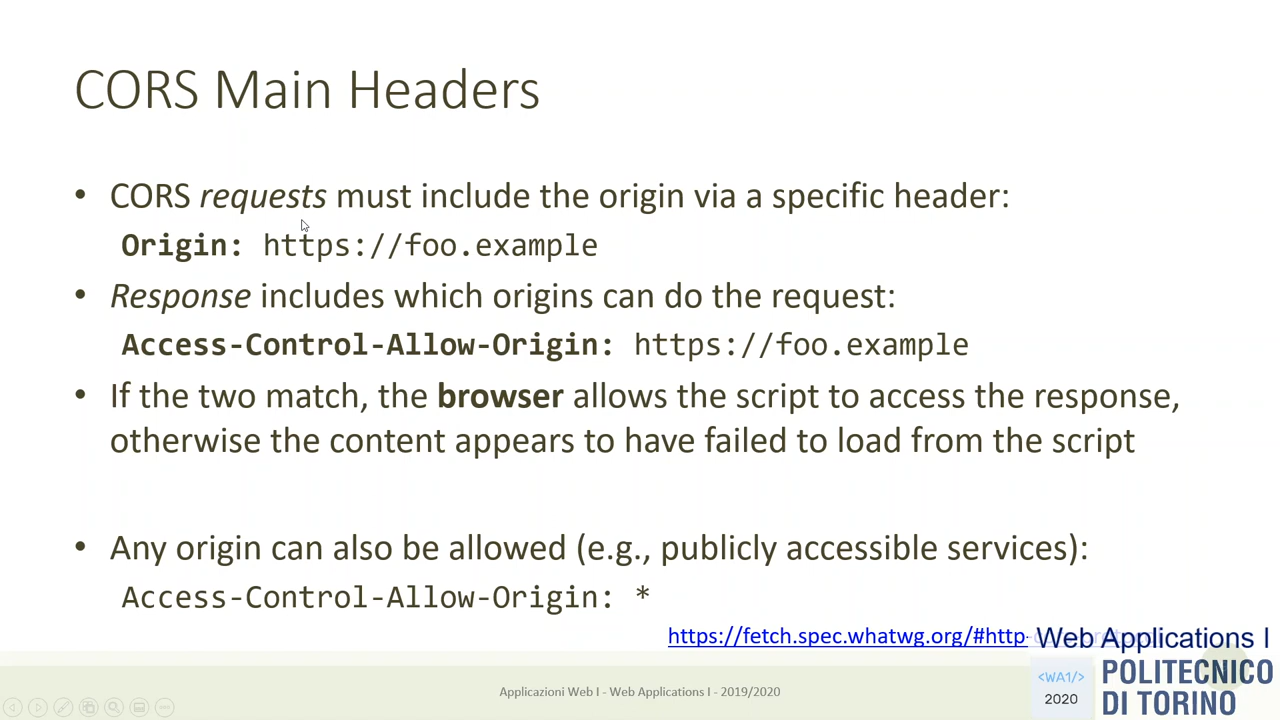 CORS Main Headers
• CORS requests must include the origin via a specific header:
Origin: https://foo.example
• Response includes which origins can do the request:
Access-Control-Allow-Origin: https://foo.example
• If the two match, the browser allows the script to access the response,
otherwise the content appears to have failed to load from the script
• Any origin can also be allowed (e.g., publicly accessible services):
Access-Control-Allow-Origin: *
https://fetch.spec.whatwg.org/#http-
Web Applications I
Applicazioni Web I - Web Applications I - 2019/2020
<WA1/>
2020
POLITECNICO
DI TORINO